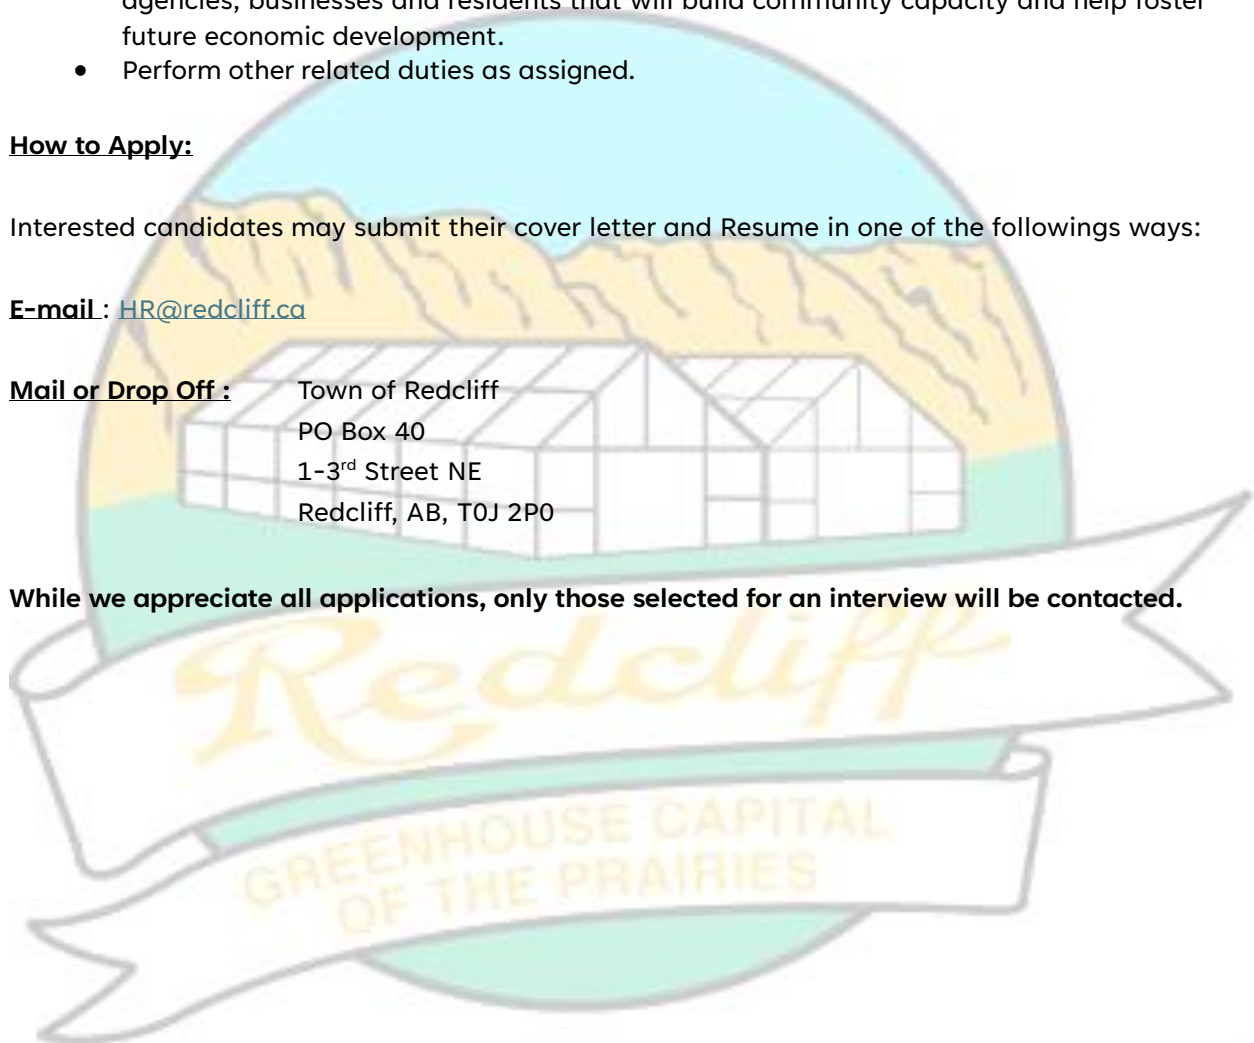 agencies, businesses and residents that will build community capacity and help foster
future economic development.
• Perform other related duties as assigned.
How to Apply:
Interested candidates may submit their cover letter and Resume in one of the followings ways:
E-mail : HR@redcliff.ca
Mail or Drop Off : Town of Redcliff
PO Box 40
1-3rd Street NE
Redcliff, AB, T0J 2P0
While we appreciate all applications, only those selected for an interview will be contacted.
Redcliff
GREENHOUSE CAPITAL
OF THE PRAIRIES